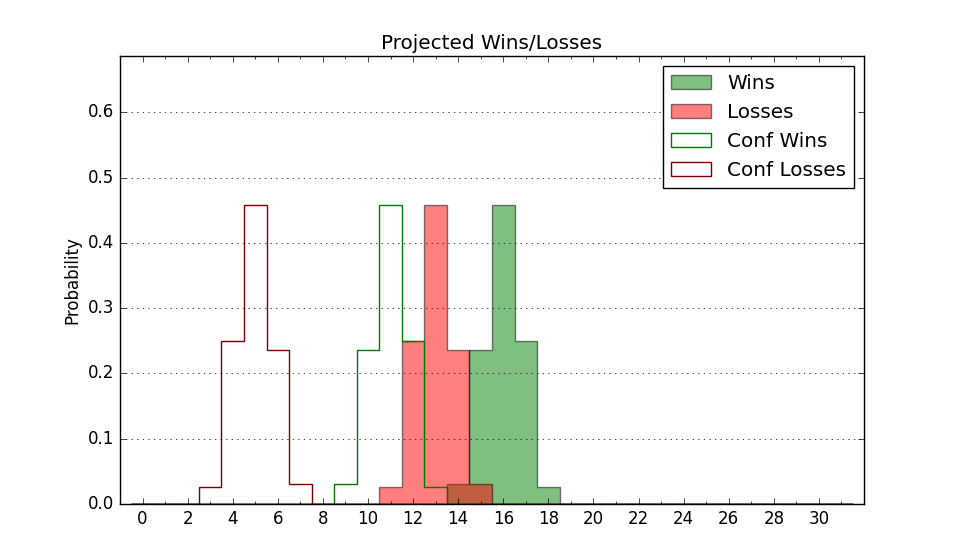 Projected Wins/Losses
Wins
Losses
Conf Wins
Conf Losses
Probability
0.6
0.5
0.4
0.3
0.2
0.1
0.0
0 2 4 6 8 10 12 14 16 18 20 22 24 26 28 30